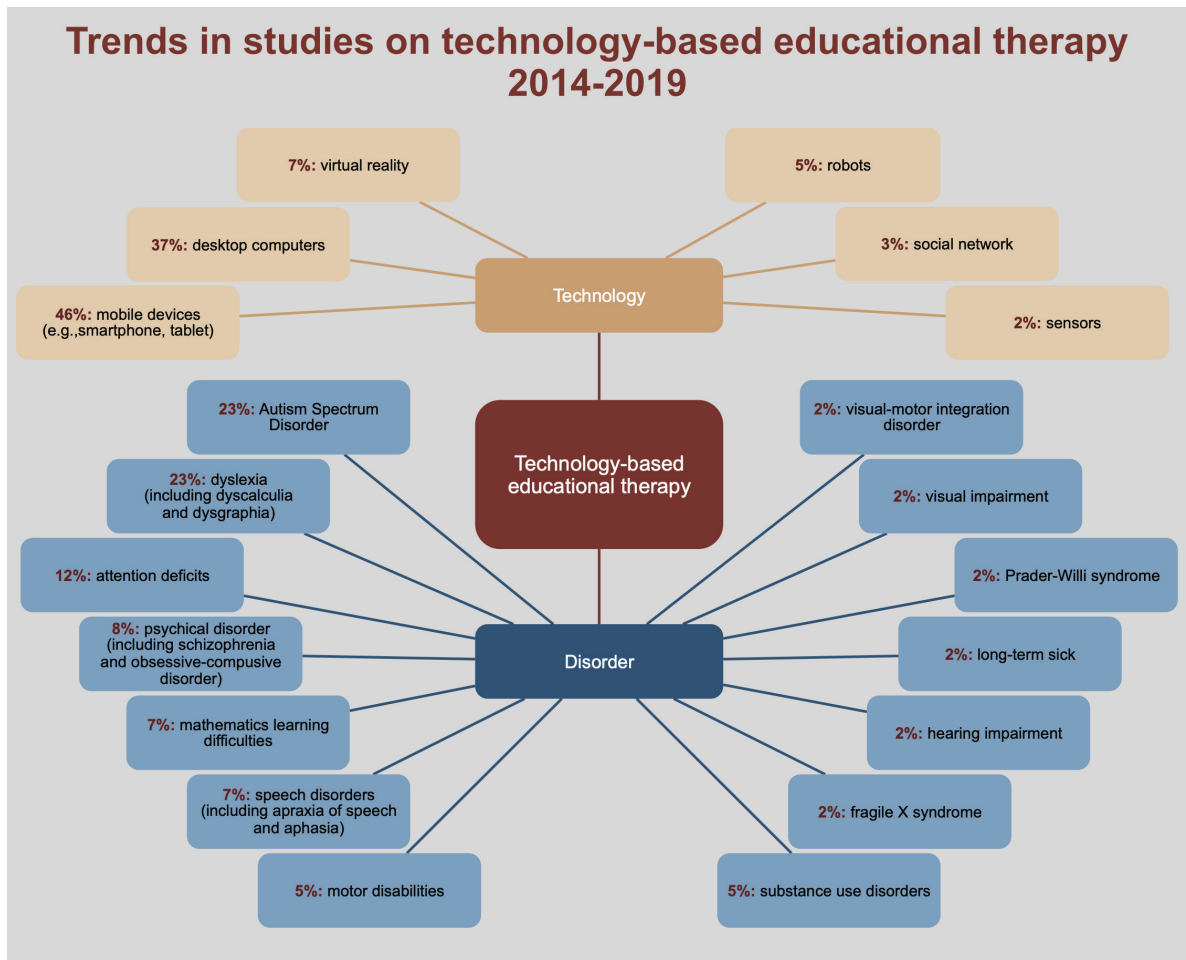 Trends in studies on technology-based educational therapy
2014-2019
7%: virtual reality
5%: robots
37%: desktop computers
3%: social network
46%: mobile devices
(e.g.,smartphone, tablet)
2%: sensors
Technology
Technology-based
educational therapy
23%: Autism Spectrum
Disorder
23%: dyslexia
(including dyscalculia
and dysgraphia)
12%: attention deficits
8%: psychical disorder
(including schizophrenia
and obsessive-compusive
disorder)
7%: mathematics learning
difficulties
7%: speech disorders
(including apraxia of speech
and aphasia)
5%: motor disabilities
Disorder
2%: visual-motor integration
disorder
2%: visual impairment
2%: Prader-Willi syndrome
2%: long-term sick
2%: hearing impairment
2%: fragile X syndrome
5%: substance use disorders